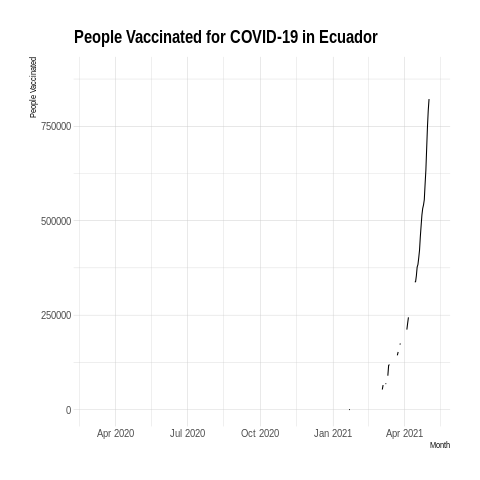 People Vaccinated for COVID-19 in Ecuador
People Vaccinated
750000
500000
250000
0
Apr 2020 Jul 2020 Oct 2020 Jan 2021 Apr 2021
Month